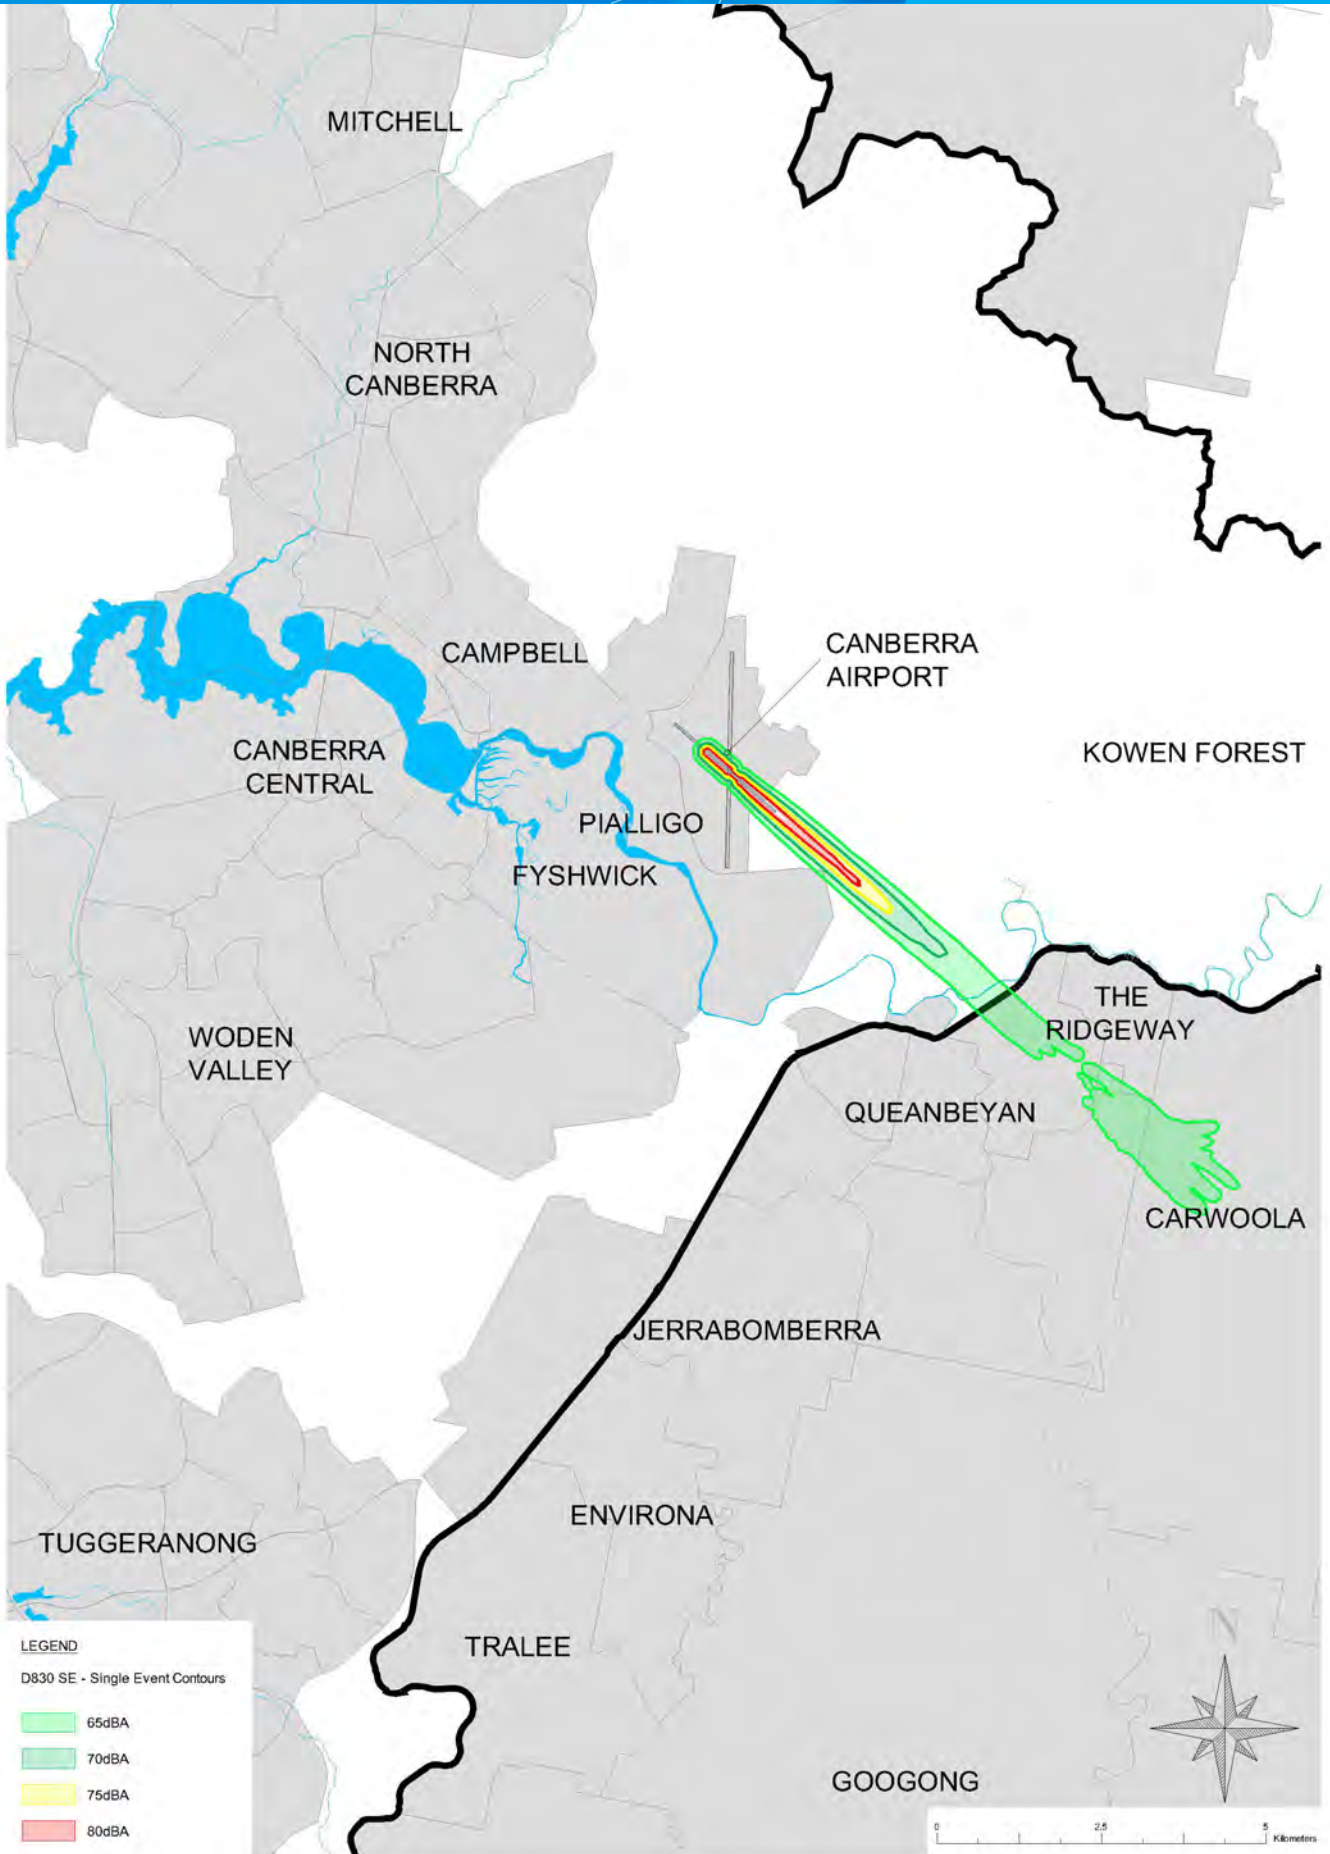 MITCHELL
NORTH
CANBERRA
CAMPBELL
CANBERRA
AIRPORT
CANBERRA
CENTRAL
KOWEN FOREST
PIALLIGO
FYSHWICK
THE
RIDGEWAY
WODEN
VALLEY
QUEANBEYAN
CARWOOLA
JERRABOMBERRA
ENVIRONA
TUGGERANONG
TRALEE
GOOGONG
LEGEND
D830 SE - Single Event Contours
65dBA
70dBA
75dBA
80dBA
N
0 2.5 5
Kilometers